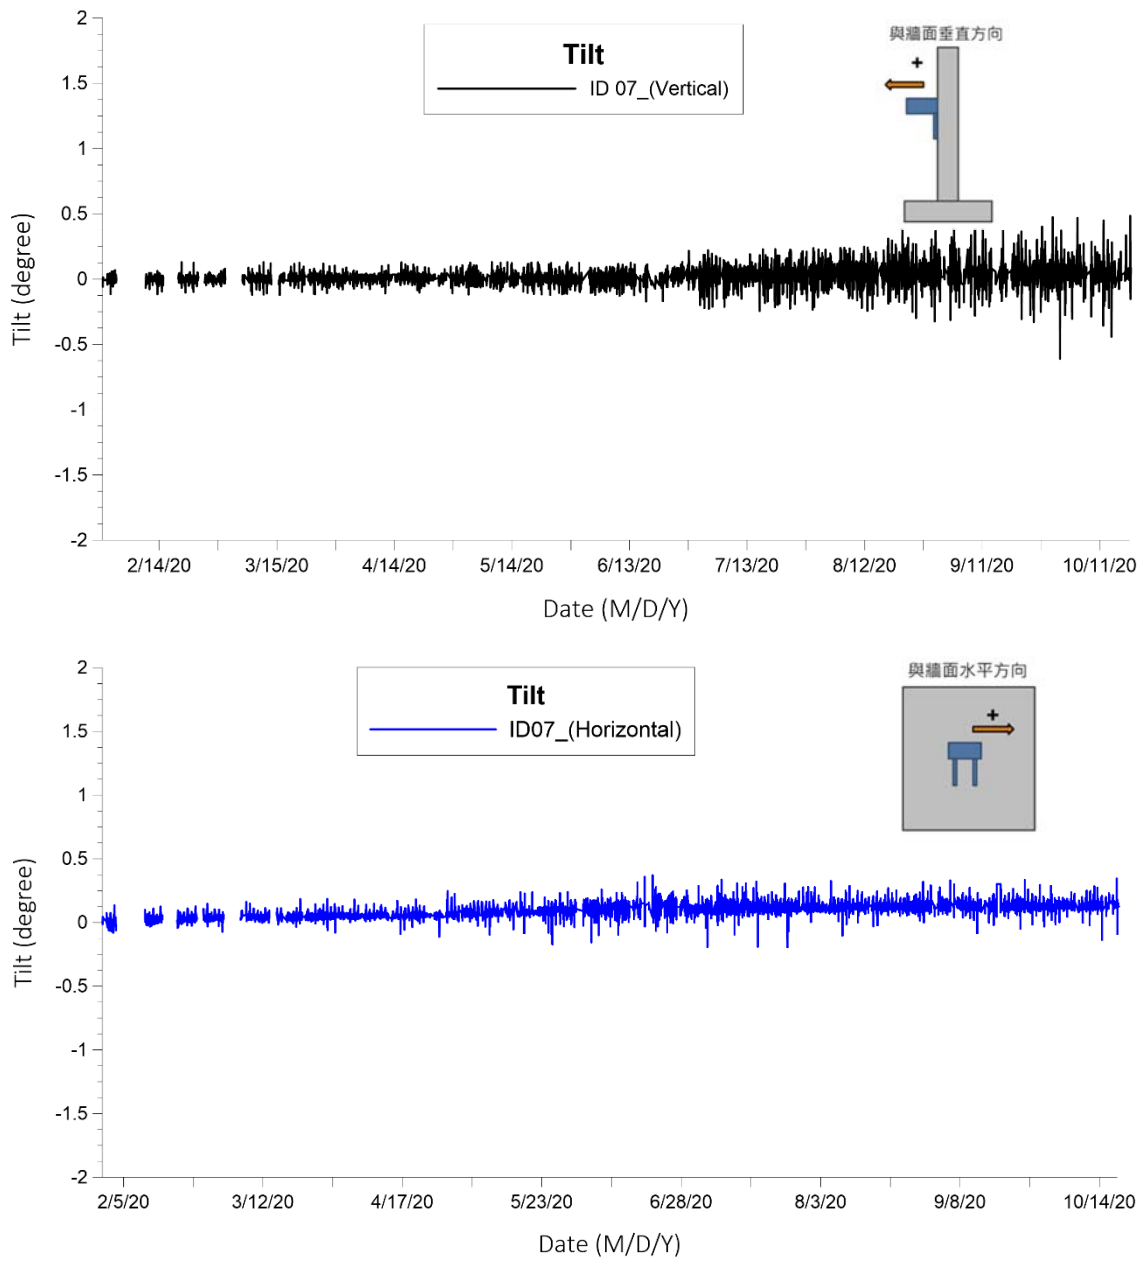 2
1.5
1
0.5
0
-0.5
-1
-1.5
-2
Tilt (degree)
Tilt
ID 07_(Vertical)
與牆面垂直方向
+
2/14/20 3/15/20 4/14/20 5/14/20 6/13/20 7/13/20 8/12/20 9/11/20 10/11/20
Date (M/D/Y)
2
1.5
1
0.5
0
-0.5
-1
-1.5
-2
Tilt (degree)
Tilt
ID07_(Horizontal)
與牆面水平方向
+
2/5/20 3/12/20 4/17/20 5/23/20 6/28/20 8/3/20 9/8/20 10/14/20
Date (M/D/Y)